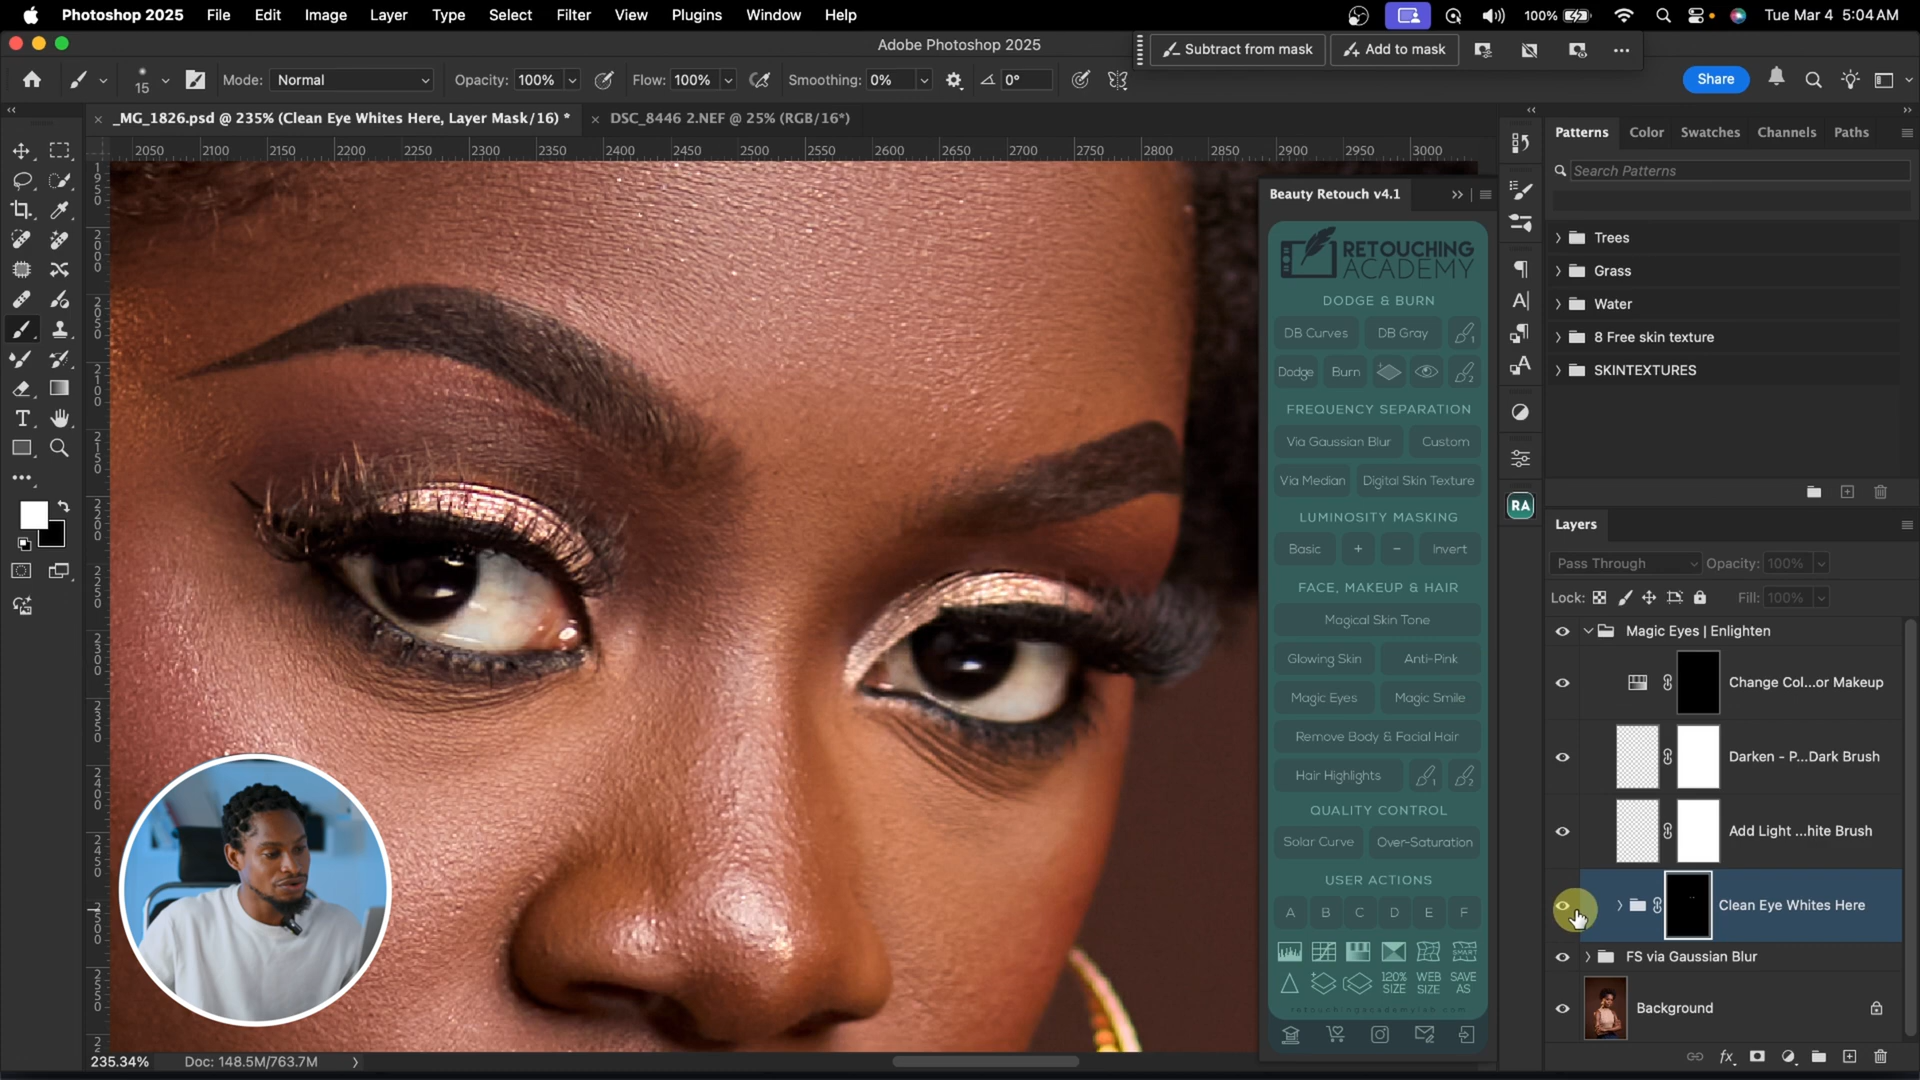 Photoshop 2025 File Edit Image Layer Type Select Filter View Plugins Window Help 100% Tue Mar 4 5:04 AM
Adobe Photoshop 2025
Subtract from mask Add to mask
15 Mode: Normal Opacity: 100% Flow: 100% Smoothing: 0% 0° Share
_MG_1826.psd @ 235% (Clean Eye Whites Here, Layer Mask/16) * DSC_8446 2.NEF @ 25% (RGB/16*)
2050 2100 2150 2200 2250 2300 2350 2400 2450 2500 2550 2600 2650 2700 2750 2800 2850 2900 2950 3000
Patterns Color Swatches Channels Paths
Search Patterns
Trees
Grass
Water
8 Free skin texture
SKINTEXTURES
Beauty Retouch v4.1
RETOUCHING
ACADEMY
DODGE & BURN
DB Curves DB Gray 1
Dodge Burn 2
FREQUENCY SEPARATION
Via Gaussian Blur Custom
Via Median Digital Skin Texture
LUMINOSITY MASKING
Basic + − Invert
FACE, MAKEUP & HAIR
Magical Skin Tone
Glowing Skin Anti-Pink
Magic Eyes Magic Smile
Remove Body & Facial Hair
Hair Highlights 1 2
QUALITY CONTROL
Solar Curve Over-Saturation
USER ACTIONS
A B C D E F
SMART
120% SIZE WEB SIZE SAVE AS
retouchingacademylab.com
RA
Layers
Pass Through Opacity: 100%
Lock: Fill: 100%
Magic Eyes | Enlighten
Change Col...or Makeup
Darken - P...Dark Brush
Add Light ...hite Brush
Clean Eye Whites Here
FS via Gaussian Blur
Background
fx
235.34% Doc: 148.5M/763.7M